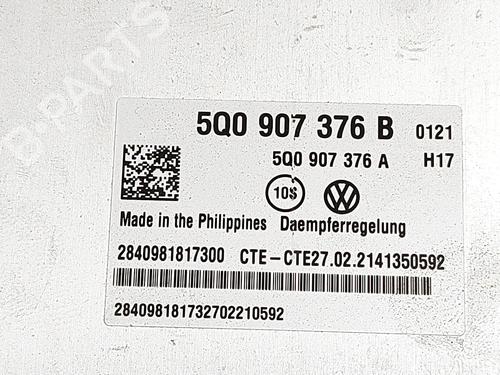 B-PARTS
5Q0 907 376 B 0121
5Q0 907 376 A H17
10$
Made in the Philippines Daempferregelung
2840981817300 CTE-CTE27.02.2141350592
284098181732702210592